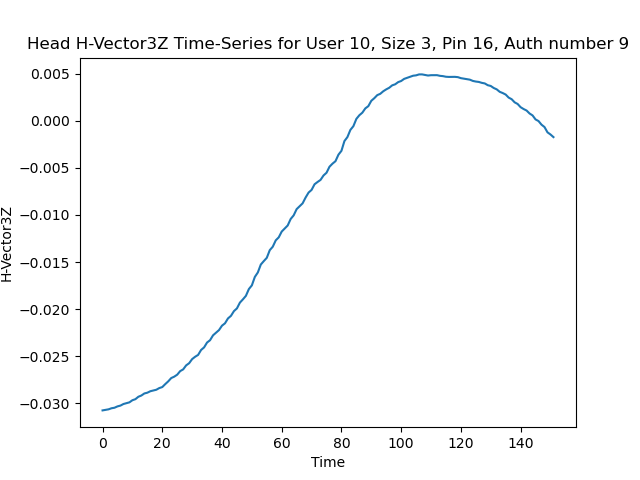 Head H-Vector3Z Time-Series for User 10, Size 3, Pin 16, Auth number 9
H-Vector3Z
0.005
0.000
−0.005
−0.010
−0.015
−0.020
−0.025
−0.030
0 20 40 60 80 100 120 140
Time